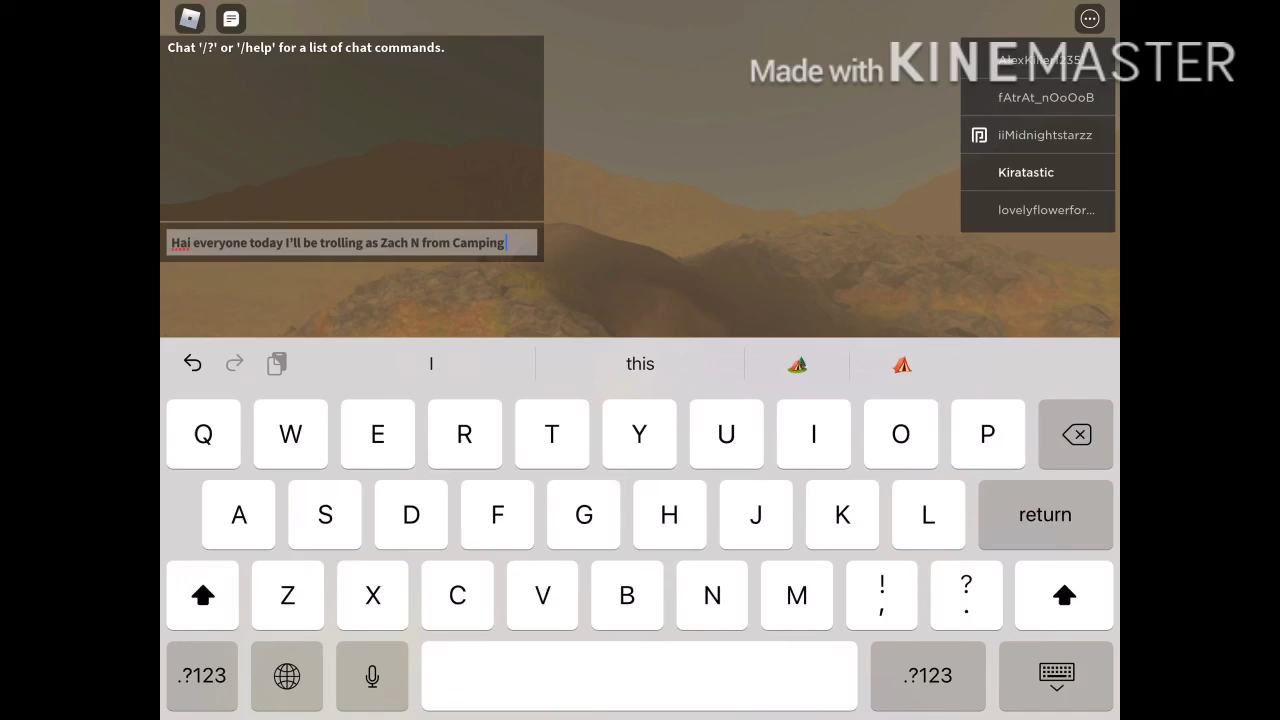 Chat '/?' or '/help' for a list of chat commands.
Made with KINEMASTER
AlexKiller1235
fAtrAt_nOoOoB
iiMidnightstarzz
Kiratastic
lovelyflowerfor...
Hai everyone today I'll be trolling as Zach N from Camping
I this
Q W E R T Y U I O P
A S D F G H J K L return
Z X C V B N M ! , ? .
.?123 .?123